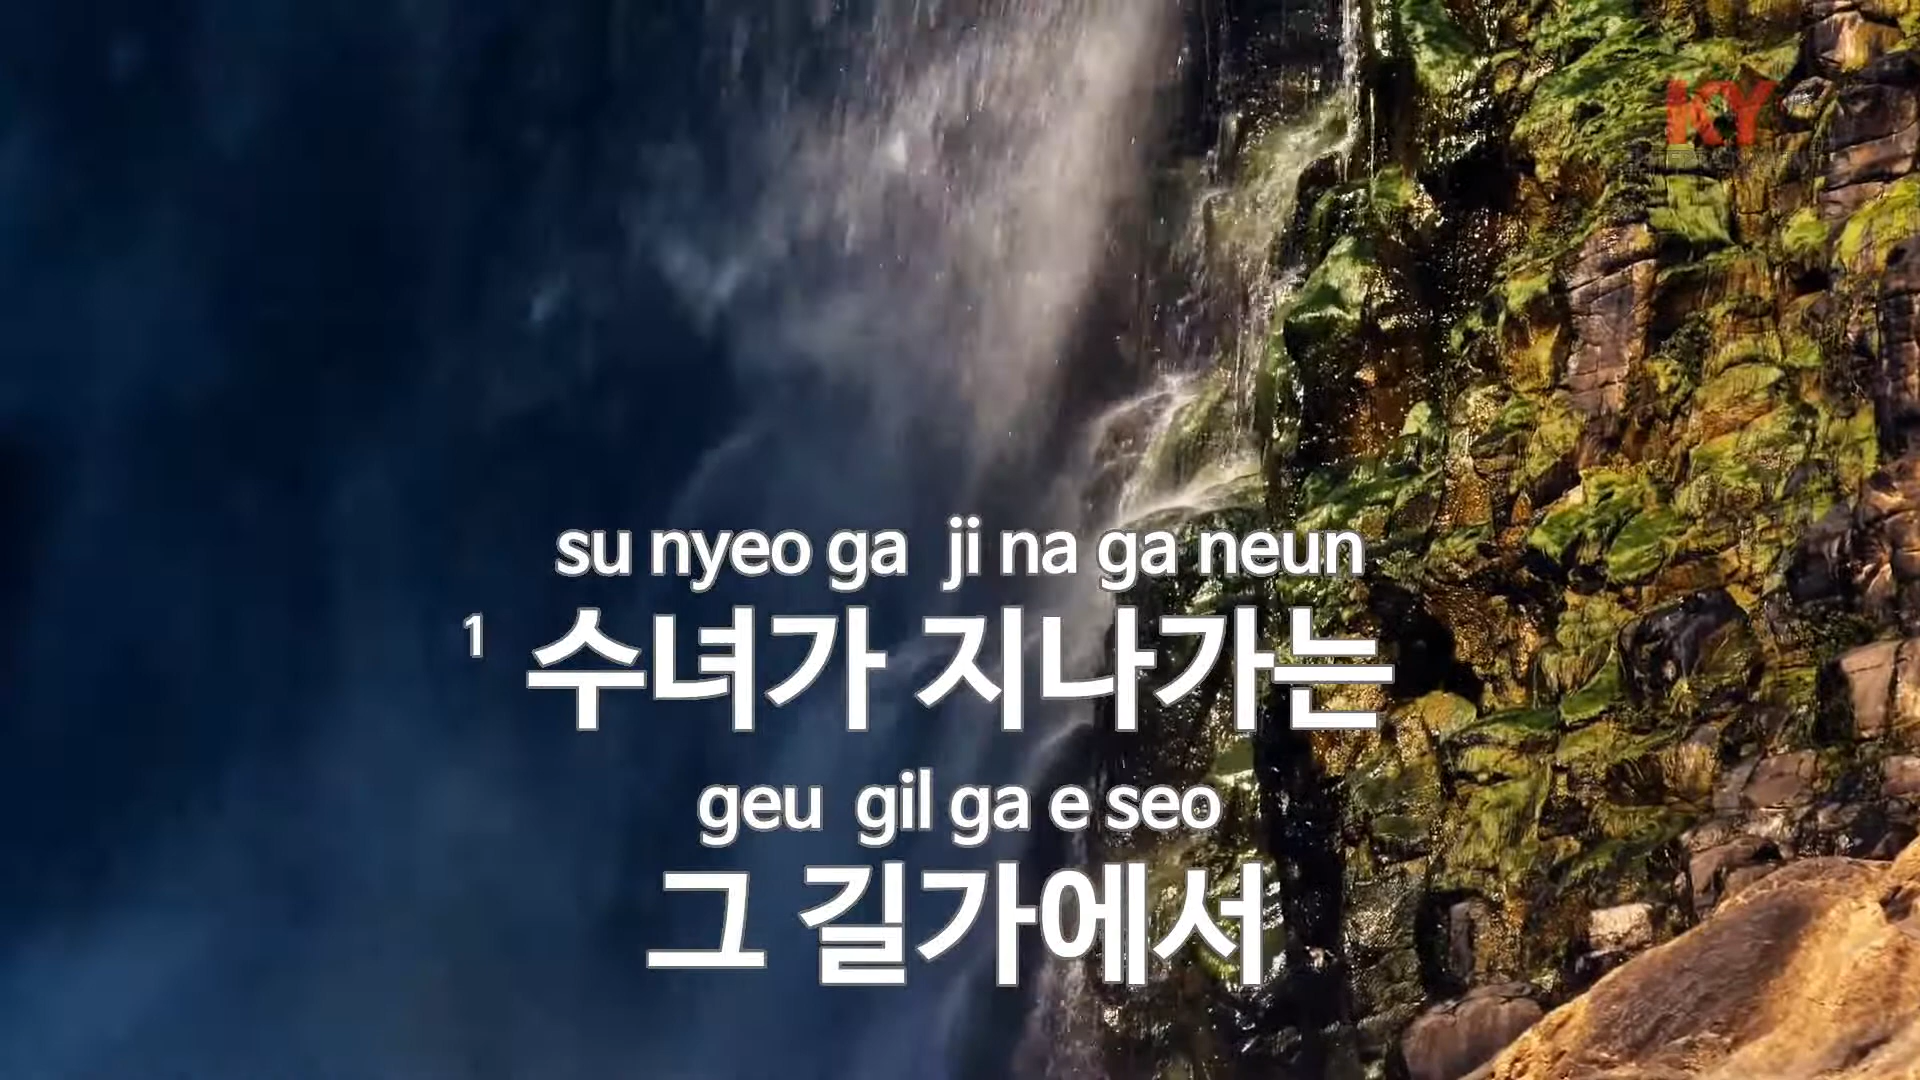 KY
su nyeo ga ji na ga neun
1 수녀가 지나가는
geu gil ga e seo
그 길가에서